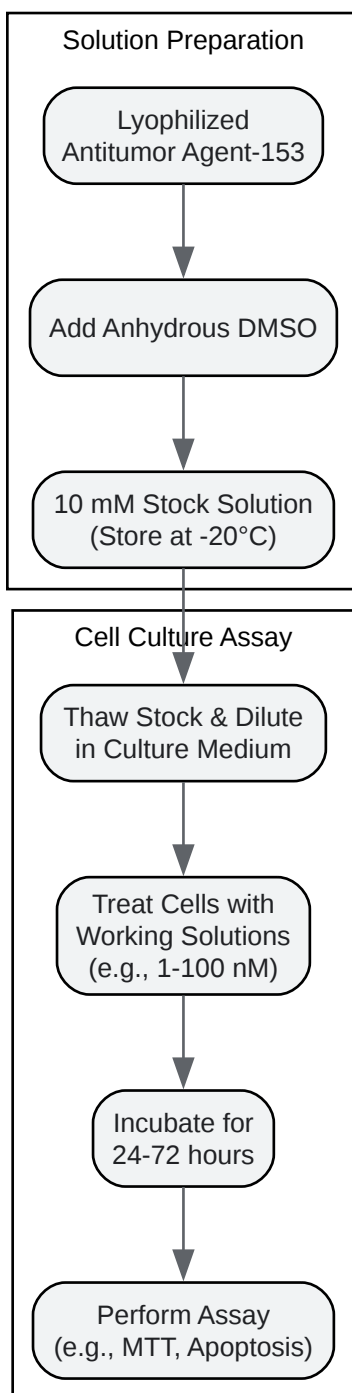 Solution Preparation
Lyophilized
Antitumor Agent-153
Add Anhydrous DMSO
10 mM Stock Solution
(Store at -20°C)
Cell Culture Assay
Thaw Stock & Dilute
in Culture Medium
Treat Cells with
Working Solutions
(e.g., 1-100 nM)
Incubate for
24-72 hours
Perform Assay
(e.g., MTT, Apoptosis)